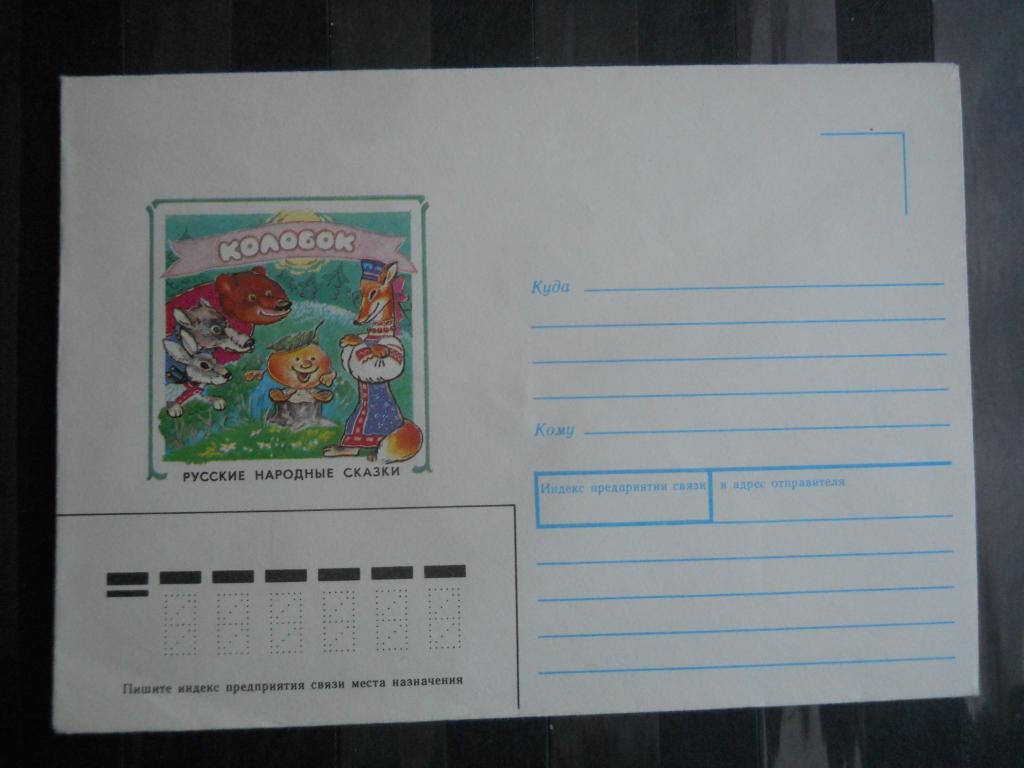 КОЛОБОК
РУССКИЕ НАРОДНЫЕ СКАЗКИ
Куда
Кому
Индекс предприятия связи и адрес отправителя
Пишите индекс предприятия связи места назначения